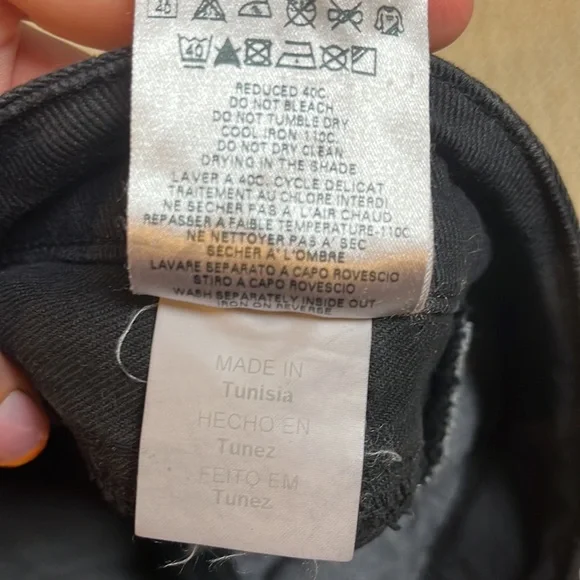 40
40
REDUCED 40C.
DO NOT BLEACH
DO NOT TUMBLE DRY
COOL IRON 110C.
DO NOT DRY CLEAN
DRYING IN THE SHADE
LAVER A 40C. CYCLE DELICAT
TRAITEMENT AU CHLORE INTERDI
NE SECHER PAS A' L'AIR CHAUD
REPASSER A FAIBLE TEMPERATURE-110C
NE NETTOYER PAS A' SEC
SECHER A' L'OMBRE
LAVARE SEPARATO A CAPO ROVESCIO
STIRO A CAPO ROVESCIO
WASH SEPARATELY INSIDE OUT
IRON ON REVERSE
MADE IN
Tunisia
HECHO EN
Tunez
FEITO EM
Tunez